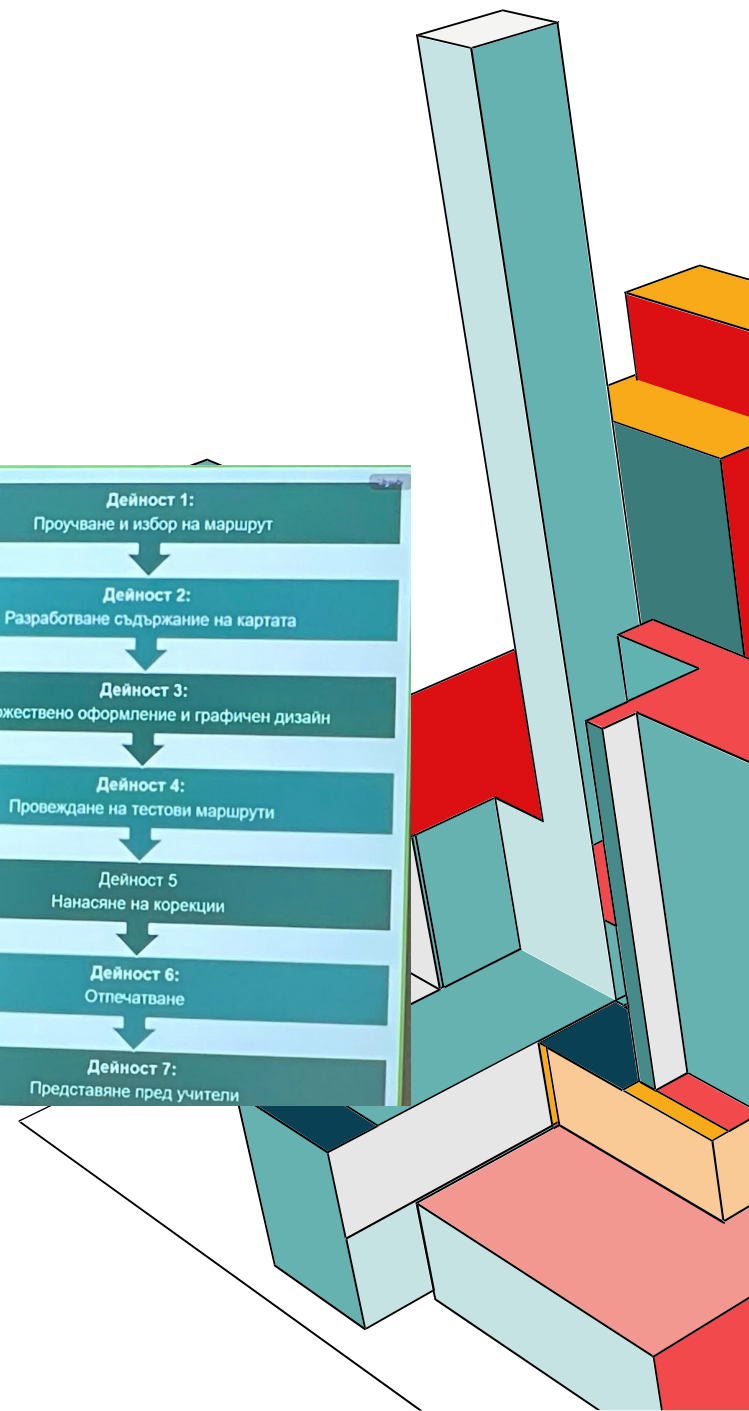 Дейност 1:
Проучване и избор на маршрут
Дейност 2:
Разработване съдържание на картата
Дейност 3:
оформление и графичен дизайн
Дейност 4:
Провеждане на тестови маршрути
Дейност 5
Нанасяне на корекции
Дейност 6:
Отпечатване
Дейност 7:
Представяне пред учители